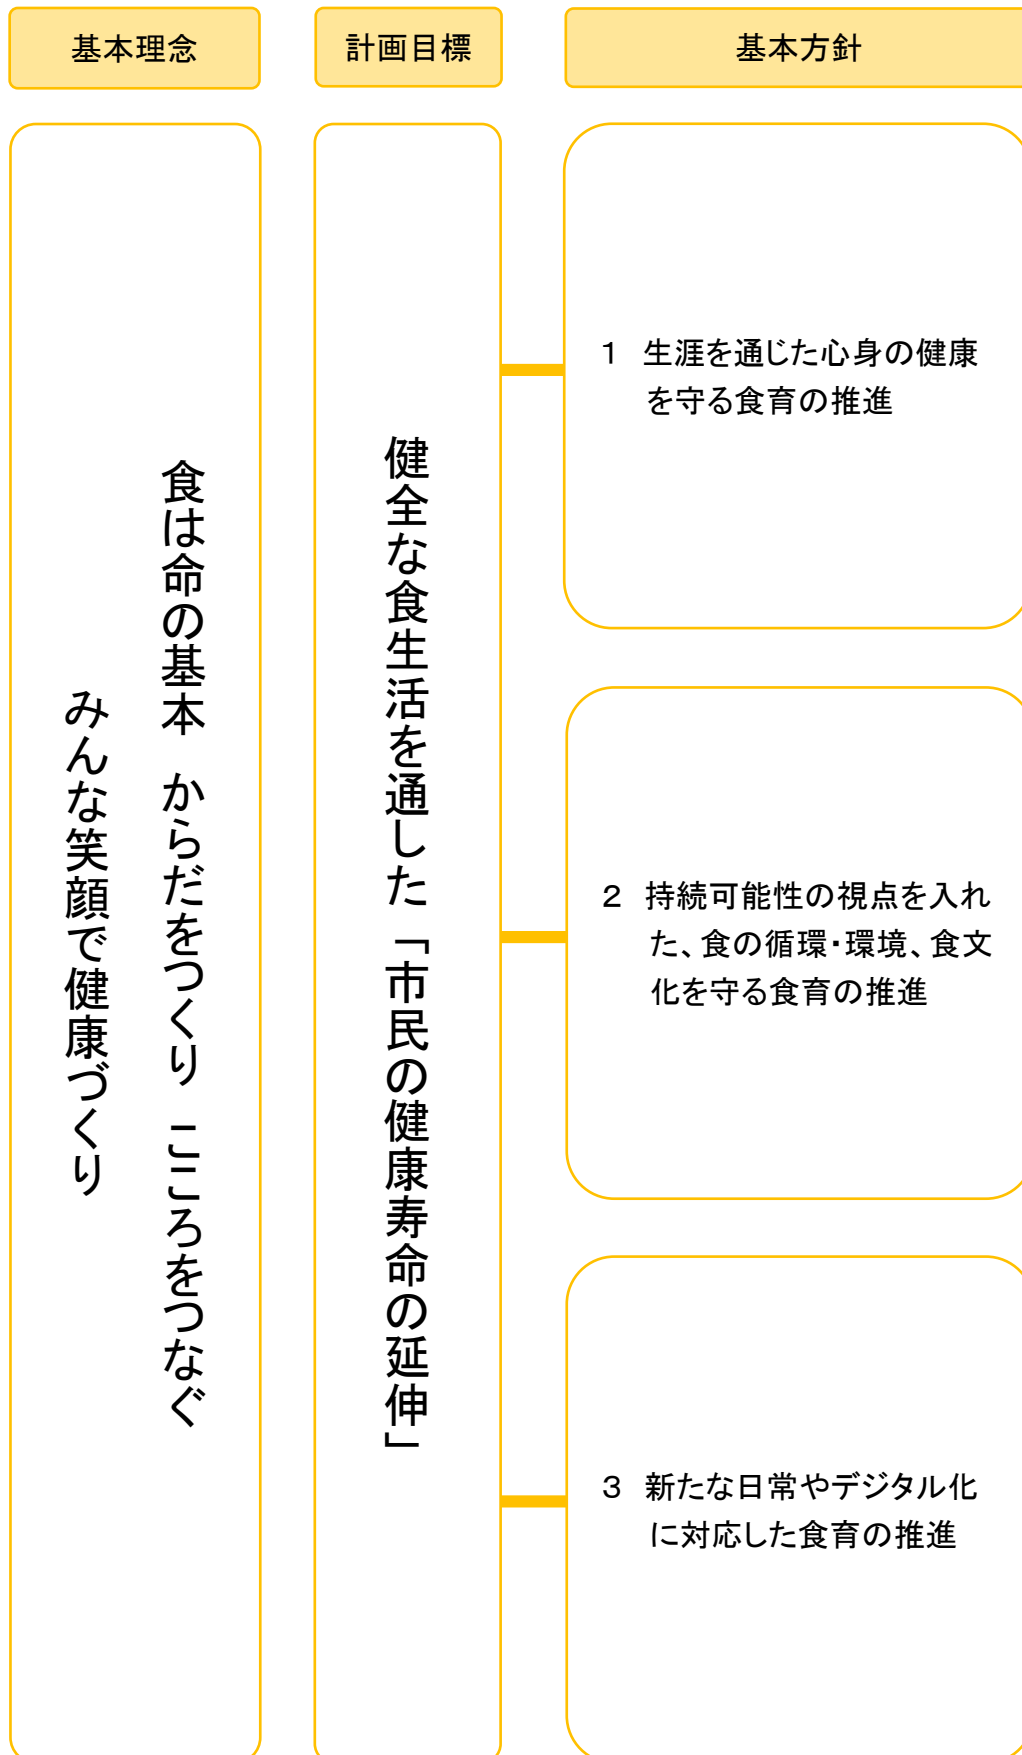 基本理念
計画目標
基本方針
食は命の基本　からだをつくり　こころをつなぐ
みんな笑顔で健康づくり
健全な食生活を通した「市民の健康寿命の延伸」
１　生涯を通じた心身の健康
を守る食育の推進
２　持続可能性の視点を入れ
た、食の循環・環境、食文
化を守る食育の推進
３　新たな日常やデジタル化
に対応した食育の推進